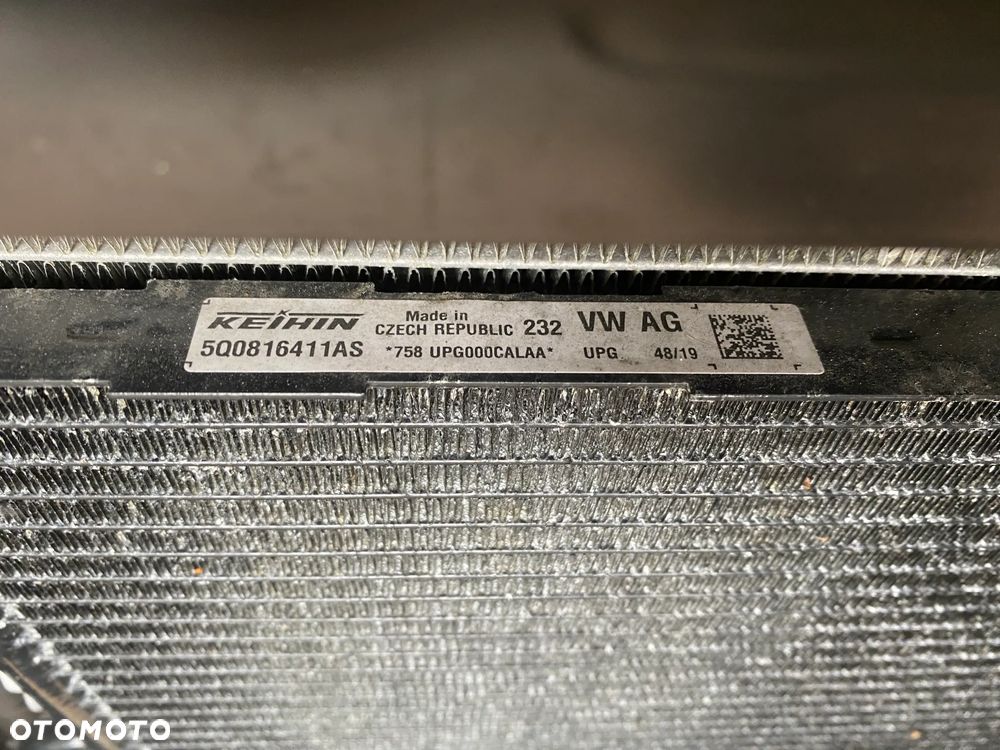 KEIHIN Made in CZECH REPUBLIC 232 VW AG
5Q0816411AS *758 UPG000CALAA* UPG 48/19
OTOMOTO